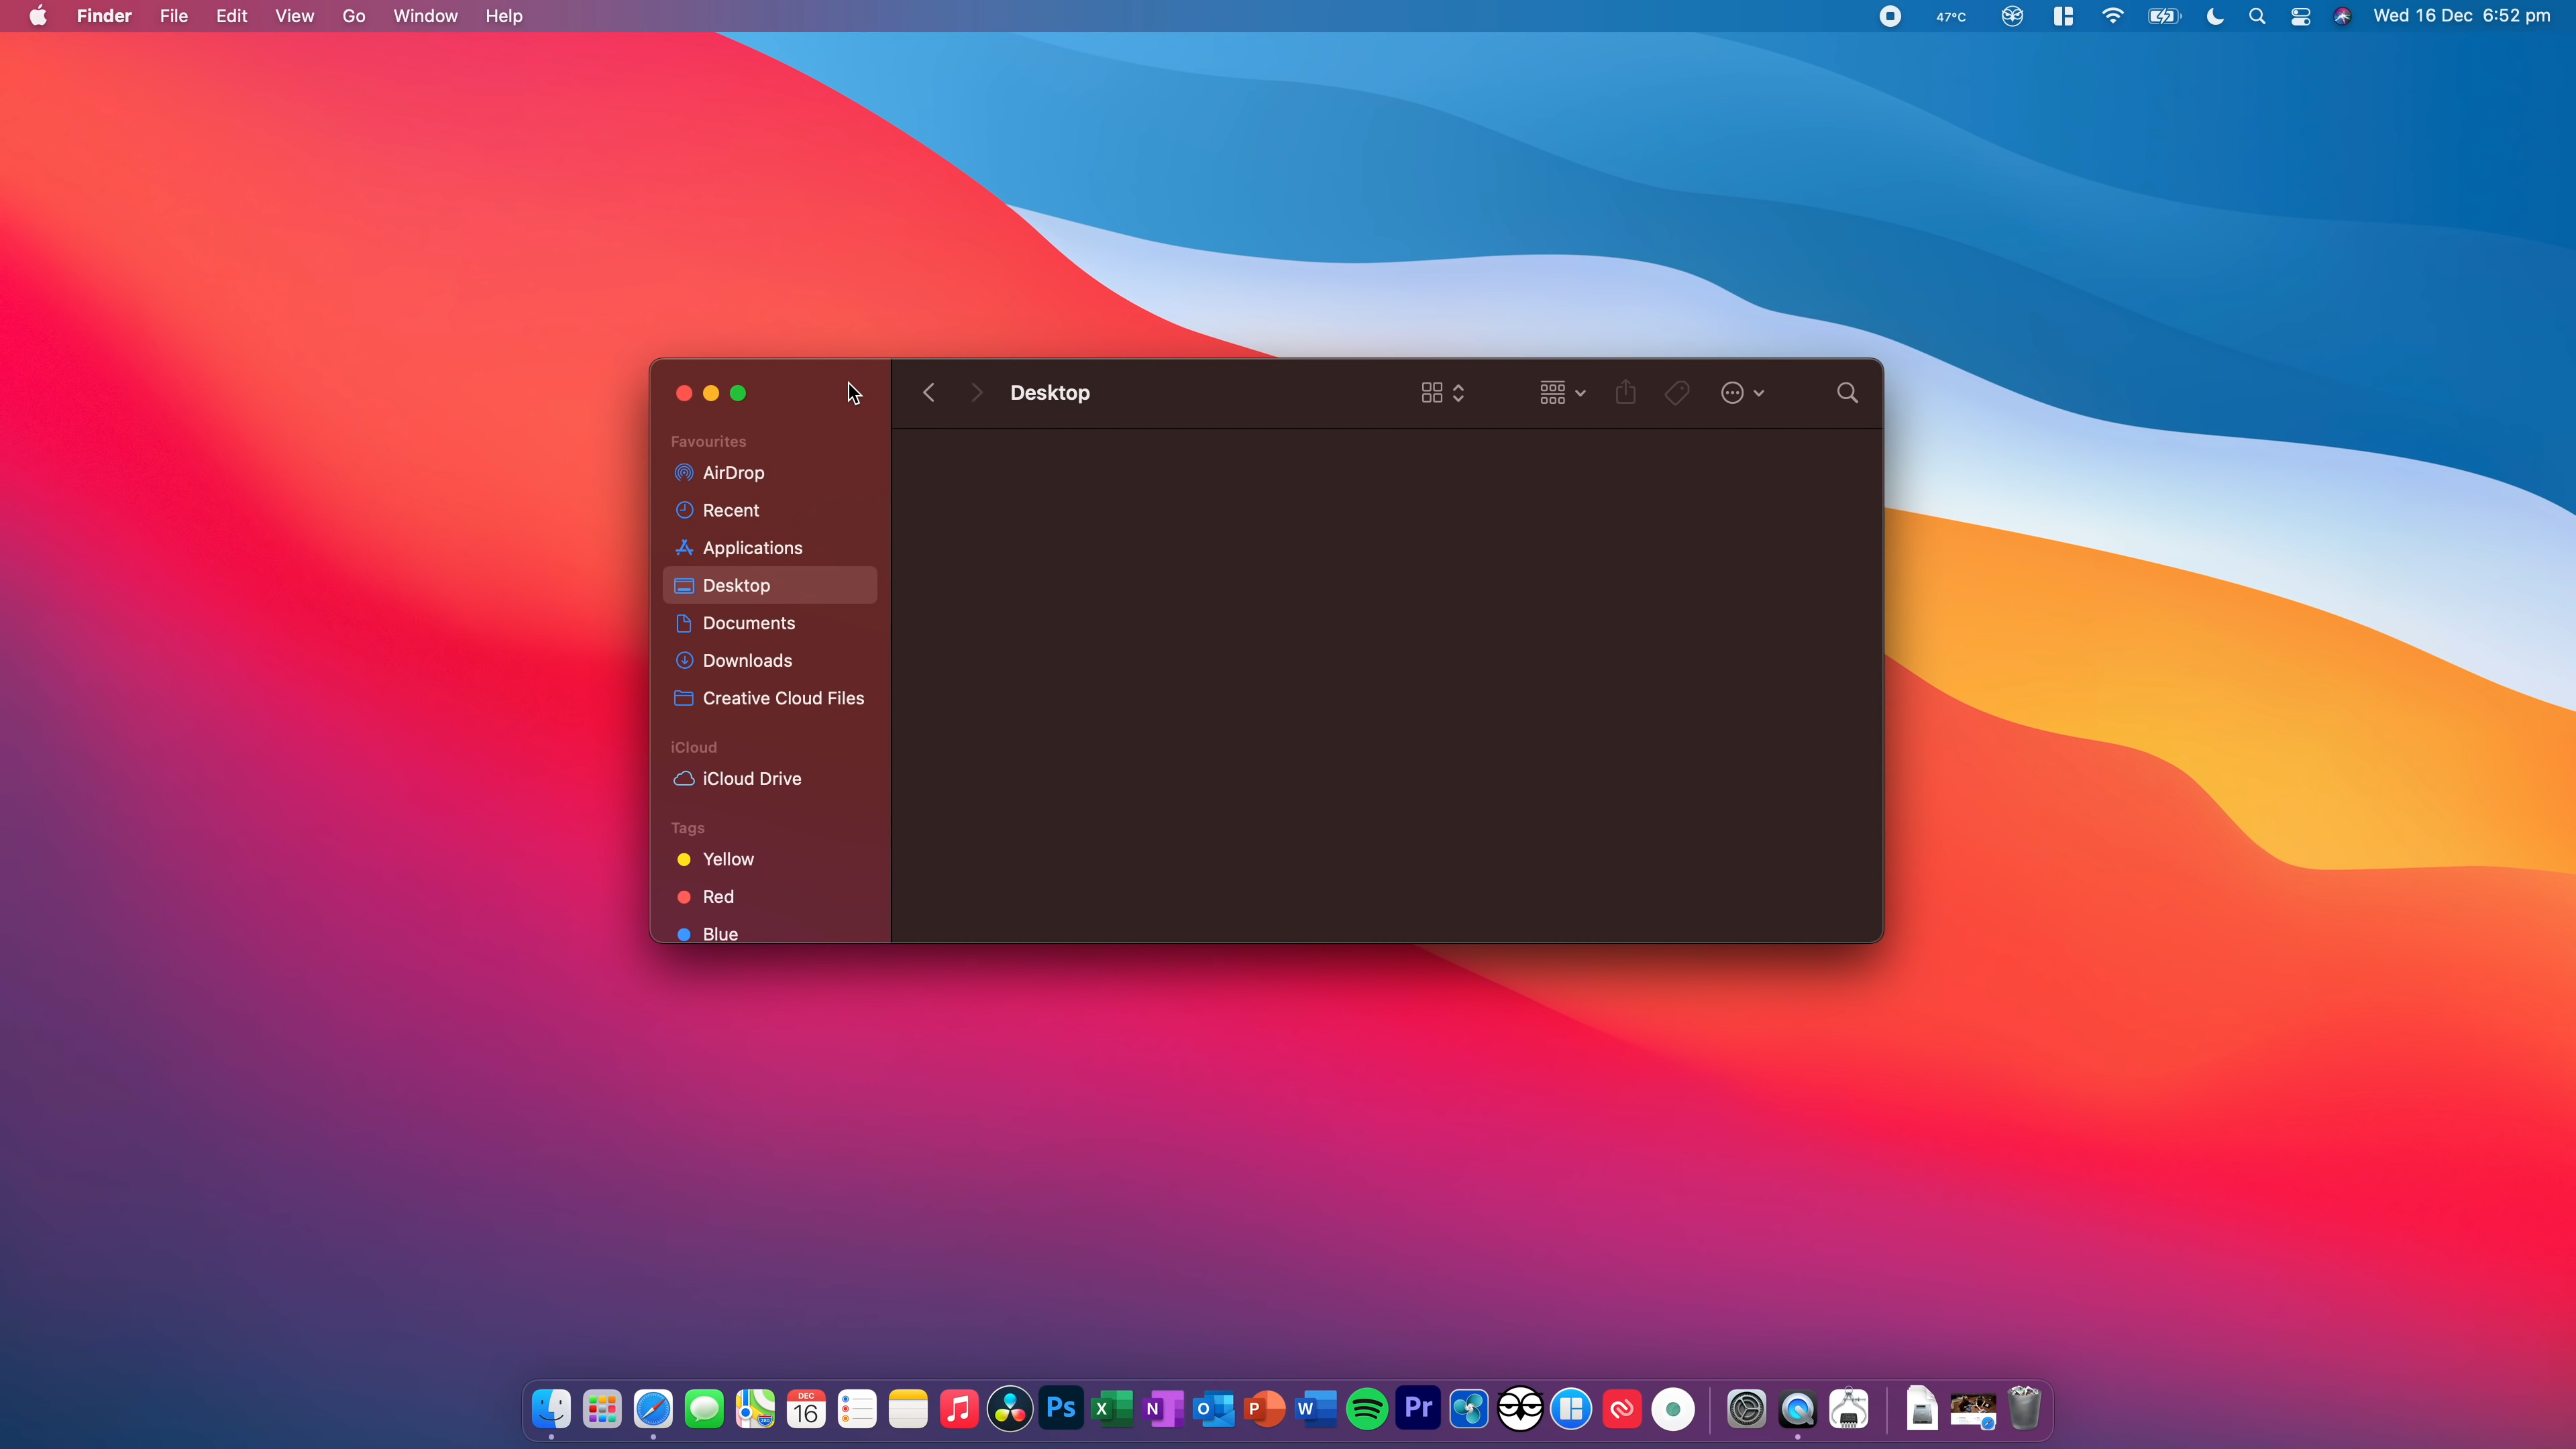 Finder File Edit View Go Window Help 47°C Wed 16 Dec 6:52 pm
Desktop
Favourites
AirDrop
Recent
Applications
Desktop
Documents
Downloads
Creative Cloud Files
iCloud
iCloud Drive
Tags
Yellow
Red
Blue
DEC
16
Ps
X
N
O
P
W
Pr